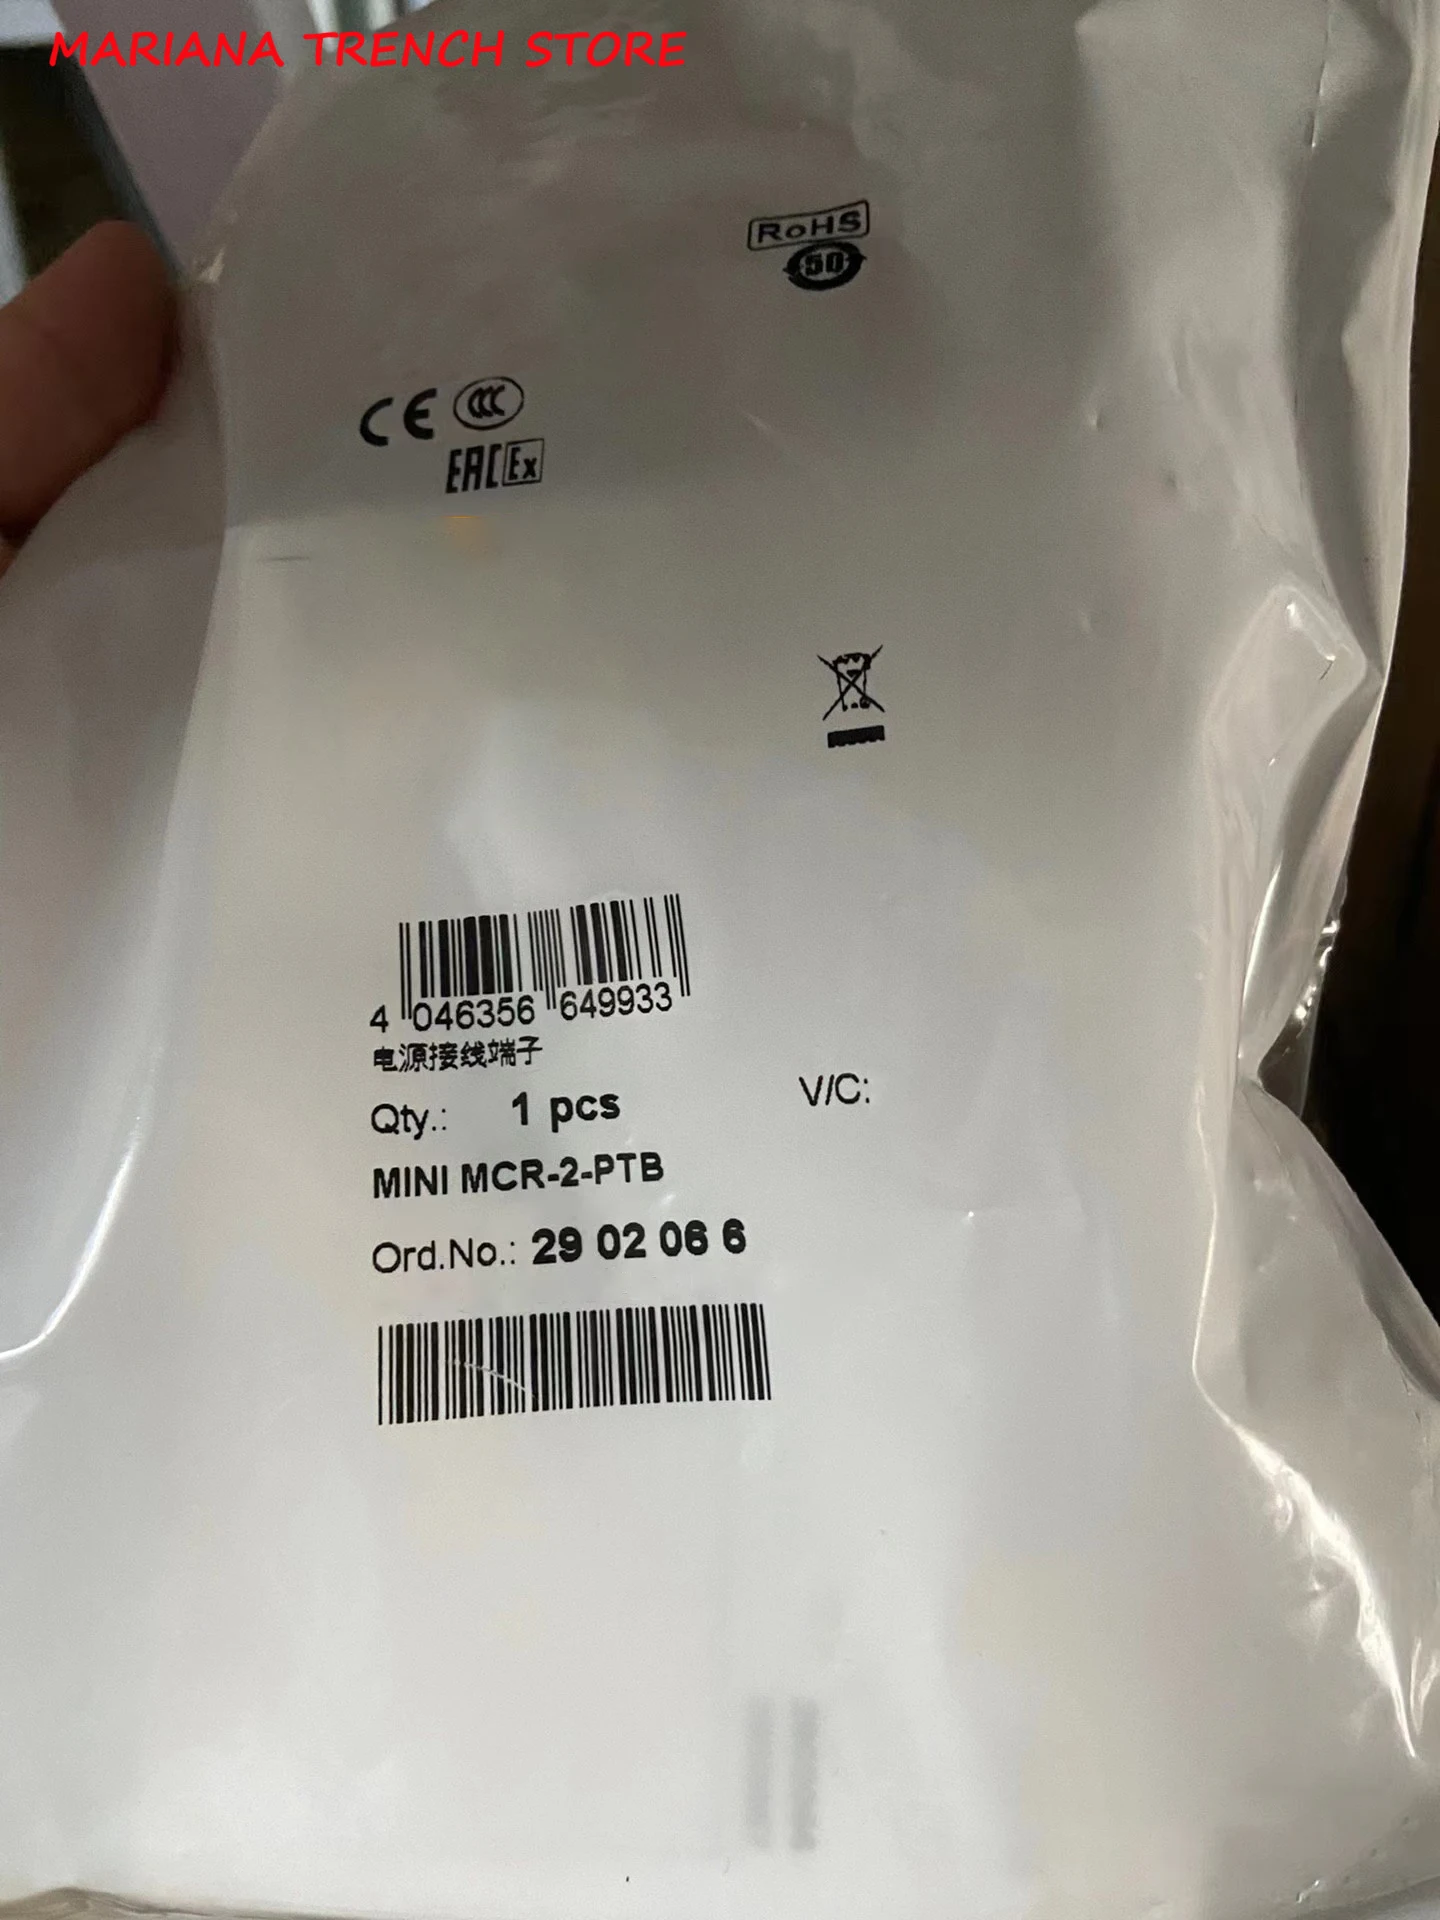 MARIANA TRENCH STORE
RoHS
50
CE CCC
EAC Ex
4 046356 649933
电源接线端子
Qty.: 1 pcs V/C:
MINI MCR-2-PTB
Ord.No.: 29 02 06 6